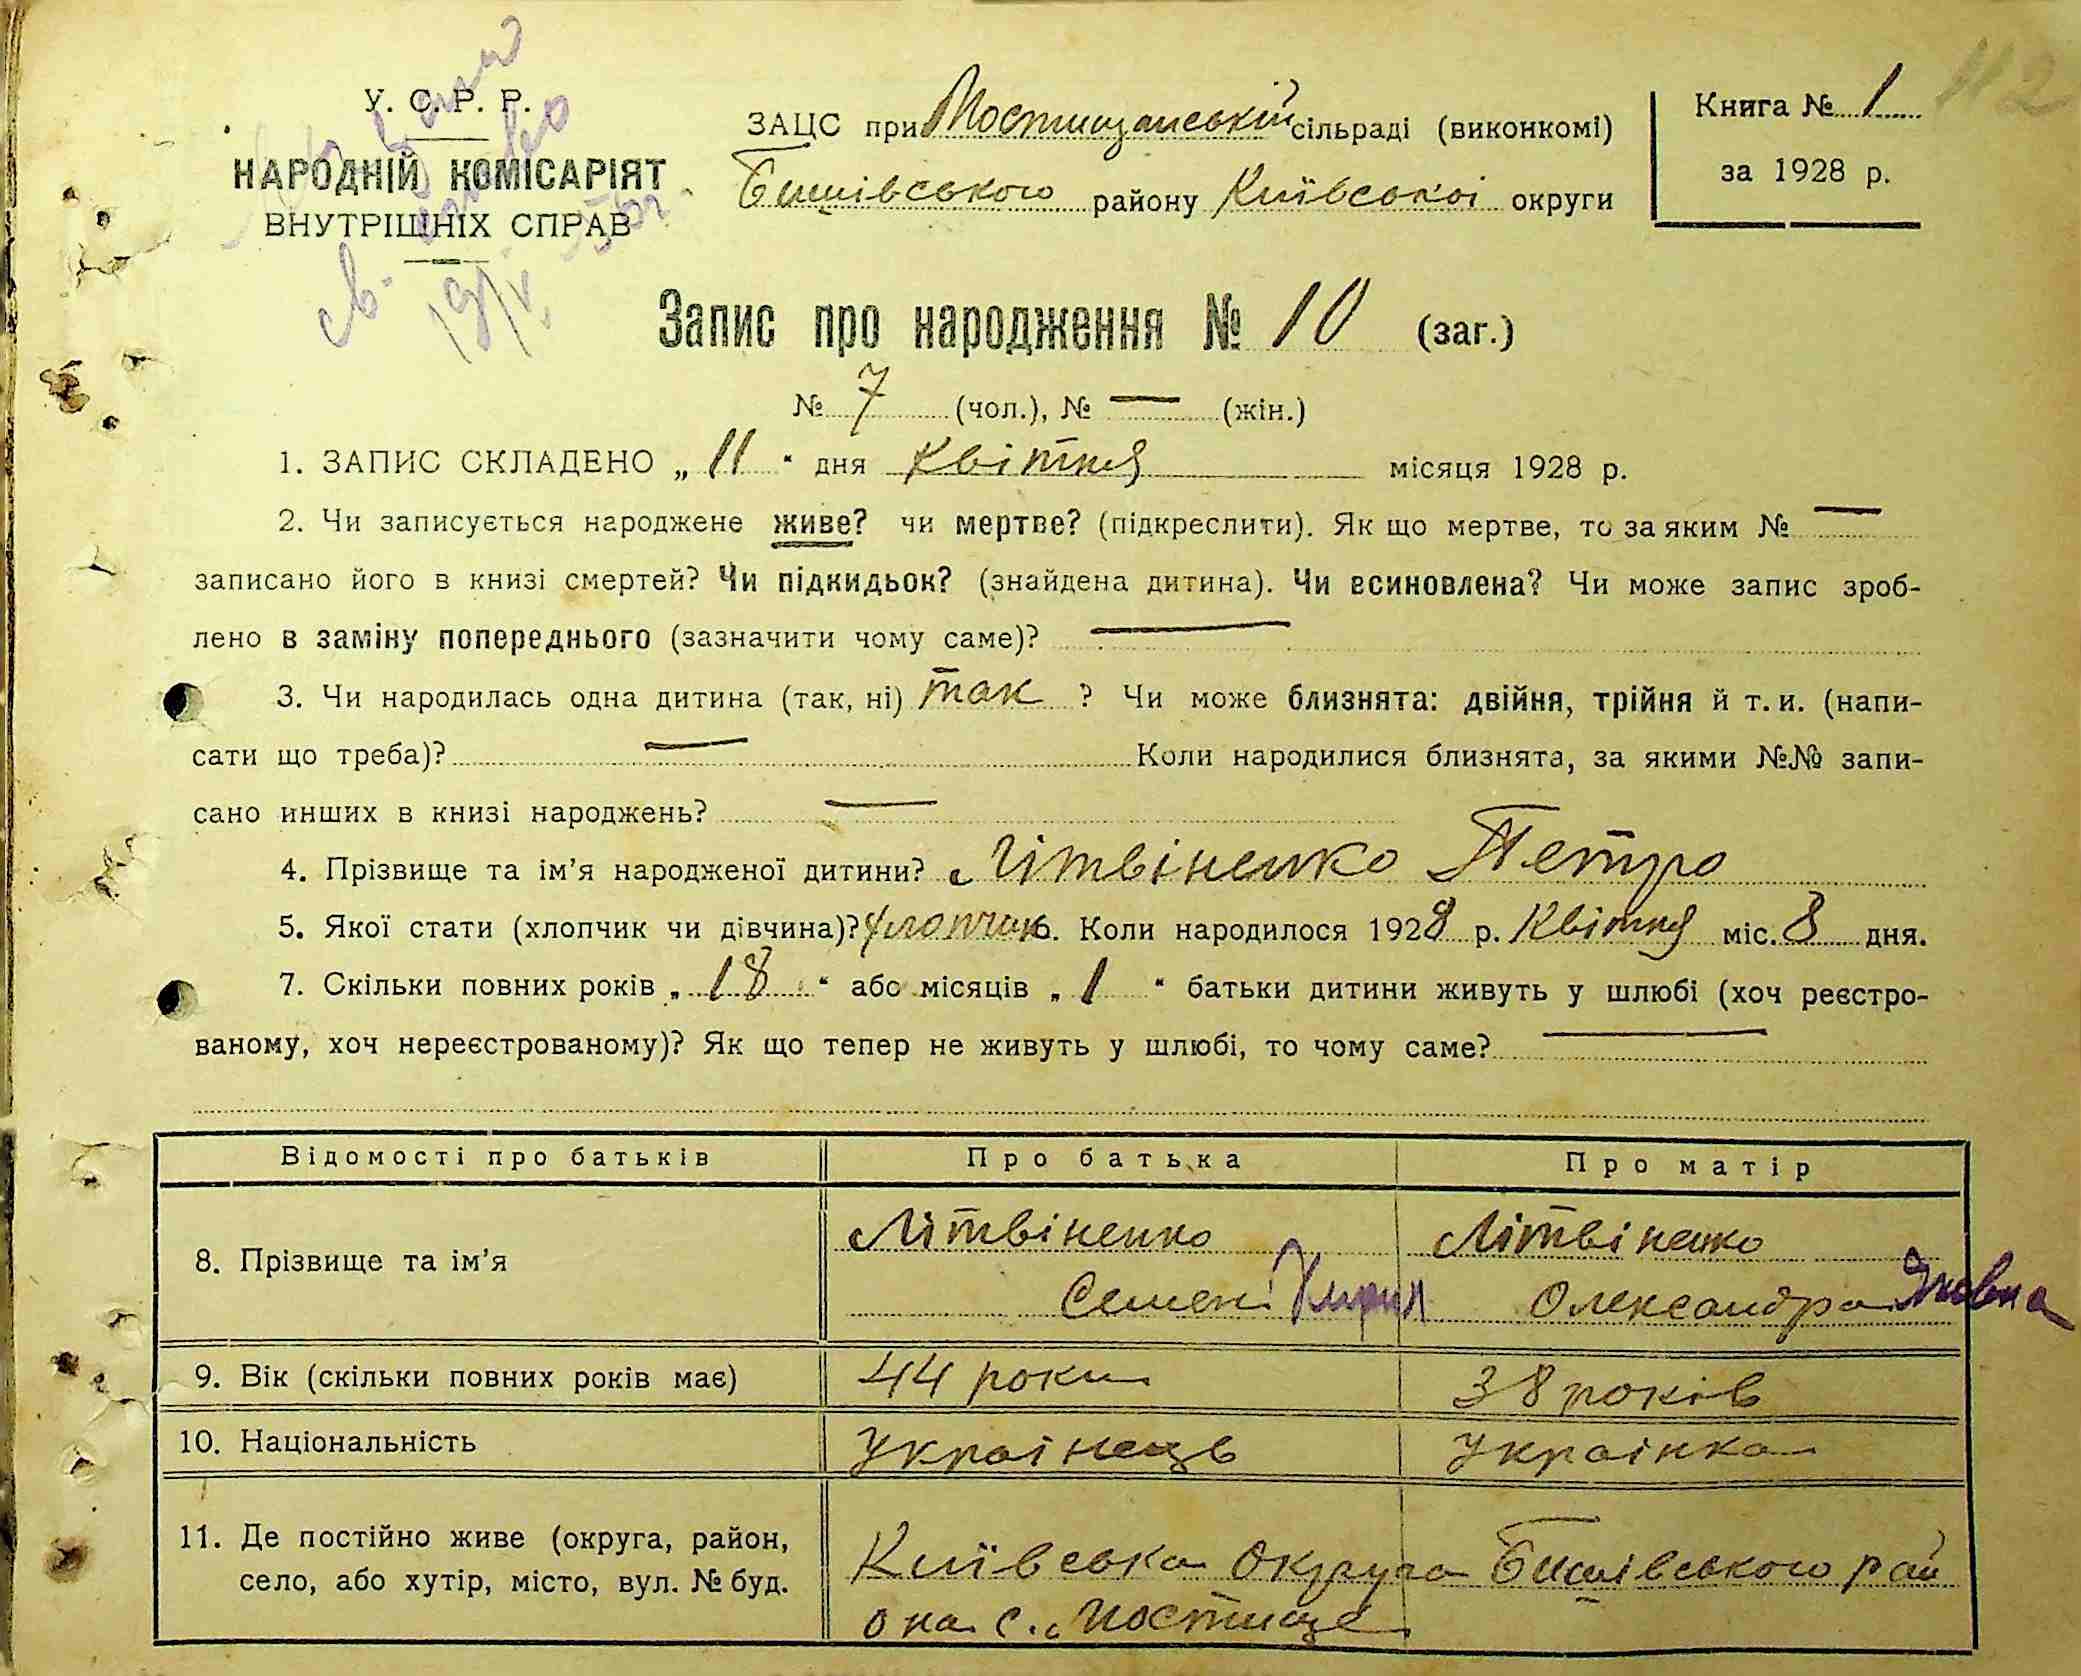 112
У. С. Р. Р.
НАРОДНІЙ КОМІСАРІЯТ
ВНУТРІШНІХ СПРАВ
ЗАЦС при Мостищанській сільраді (виконкомі)
Бишівського району Київської округи
Книга № 1
за 1928 р.
Запис про народження № 10 (заг.)
№ 7 (чол.), № — (жін.)
1. ЗАПИС СКЛАДЕНО „ 11 “ дня квітня місяця 1928 р.
2. Чи записується народжене живе? чи мертве? (підкреслити). Як що мертве, то за яким № —
записано його в книзі смертей? Чи підкидьок? (знайдена дитина). Чи всиновлена? Чи може запис зроб-
лено в заміну попереднього (зазначити чому саме)? —
3. Чи народилась одна дитина (так, ні) так ? Чи може близнята: двійня, трійня й т. и. (напи-
сати що треба)? — Коли народилися близнята, за якими №№ запи-
сано инших в книзі народжень? —
4. Прізвище та ім’я народженої дитини? Літвіненко Петро
5. Якої стати (хлопчик чи дівчина)? хлопчик 6. Коли народилося 1928 р. Квітня міс. 8 дня.
7. Скільки повних років „ 18 “ або місяців „ 1 “ батьки дитини живуть у шлюбі (хоч реєстро-
ваному, хоч нереєстрованому)? Як що тепер не живуть у шлюбі, то чому саме? —
Відомості про батьків Про батька Про матір
8. Прізвище та ім’я Літвіненко Семен Літвіненко Олександра Яковна
9. Вік (скільки повних років має) 44 роки 38 років
10. Національність Українець Українка
11. Де постійно живе (округа, район,
село, або хутір, місто, вул. № буд.
Київська округа Бишівського рай
она с. Мостище